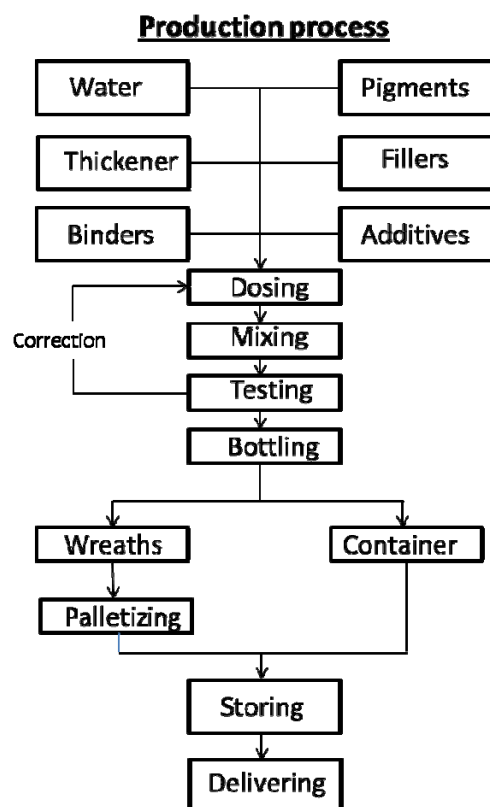 Production process
Water
Pigments
Thickener
Fillers
Binders
Additives
Dosing
Correction
Mixing
Testing
Bottling
Wreaths
Container
Palletizing
Storing
Delivering